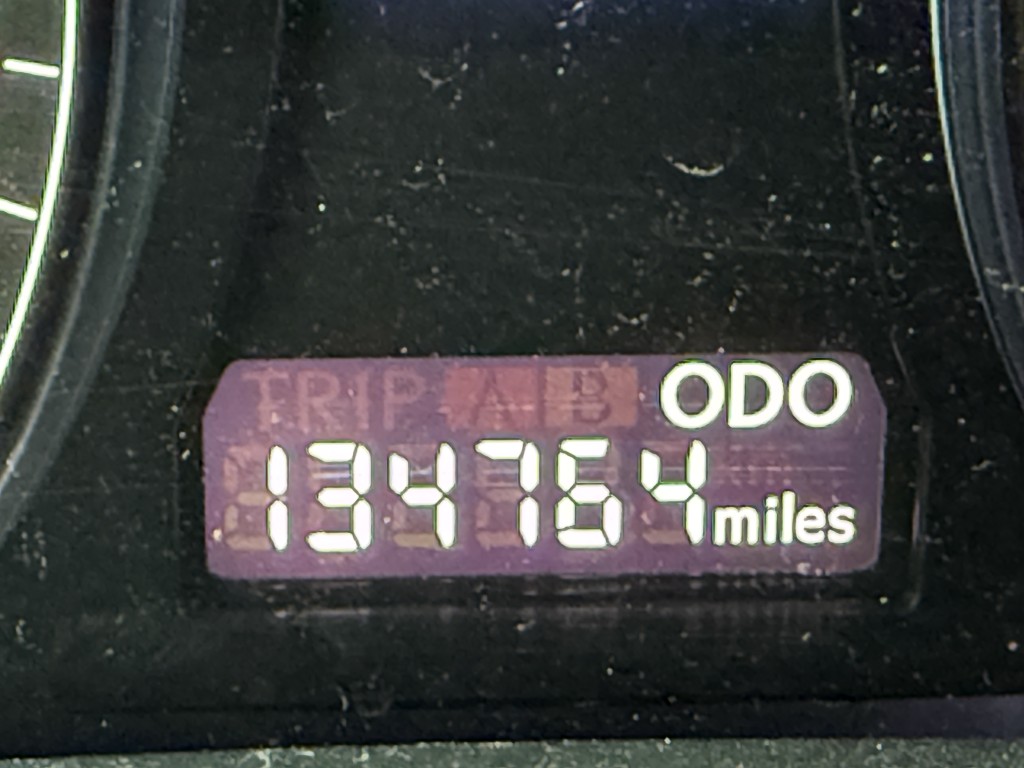 TRIP A B ODO
134764 miles